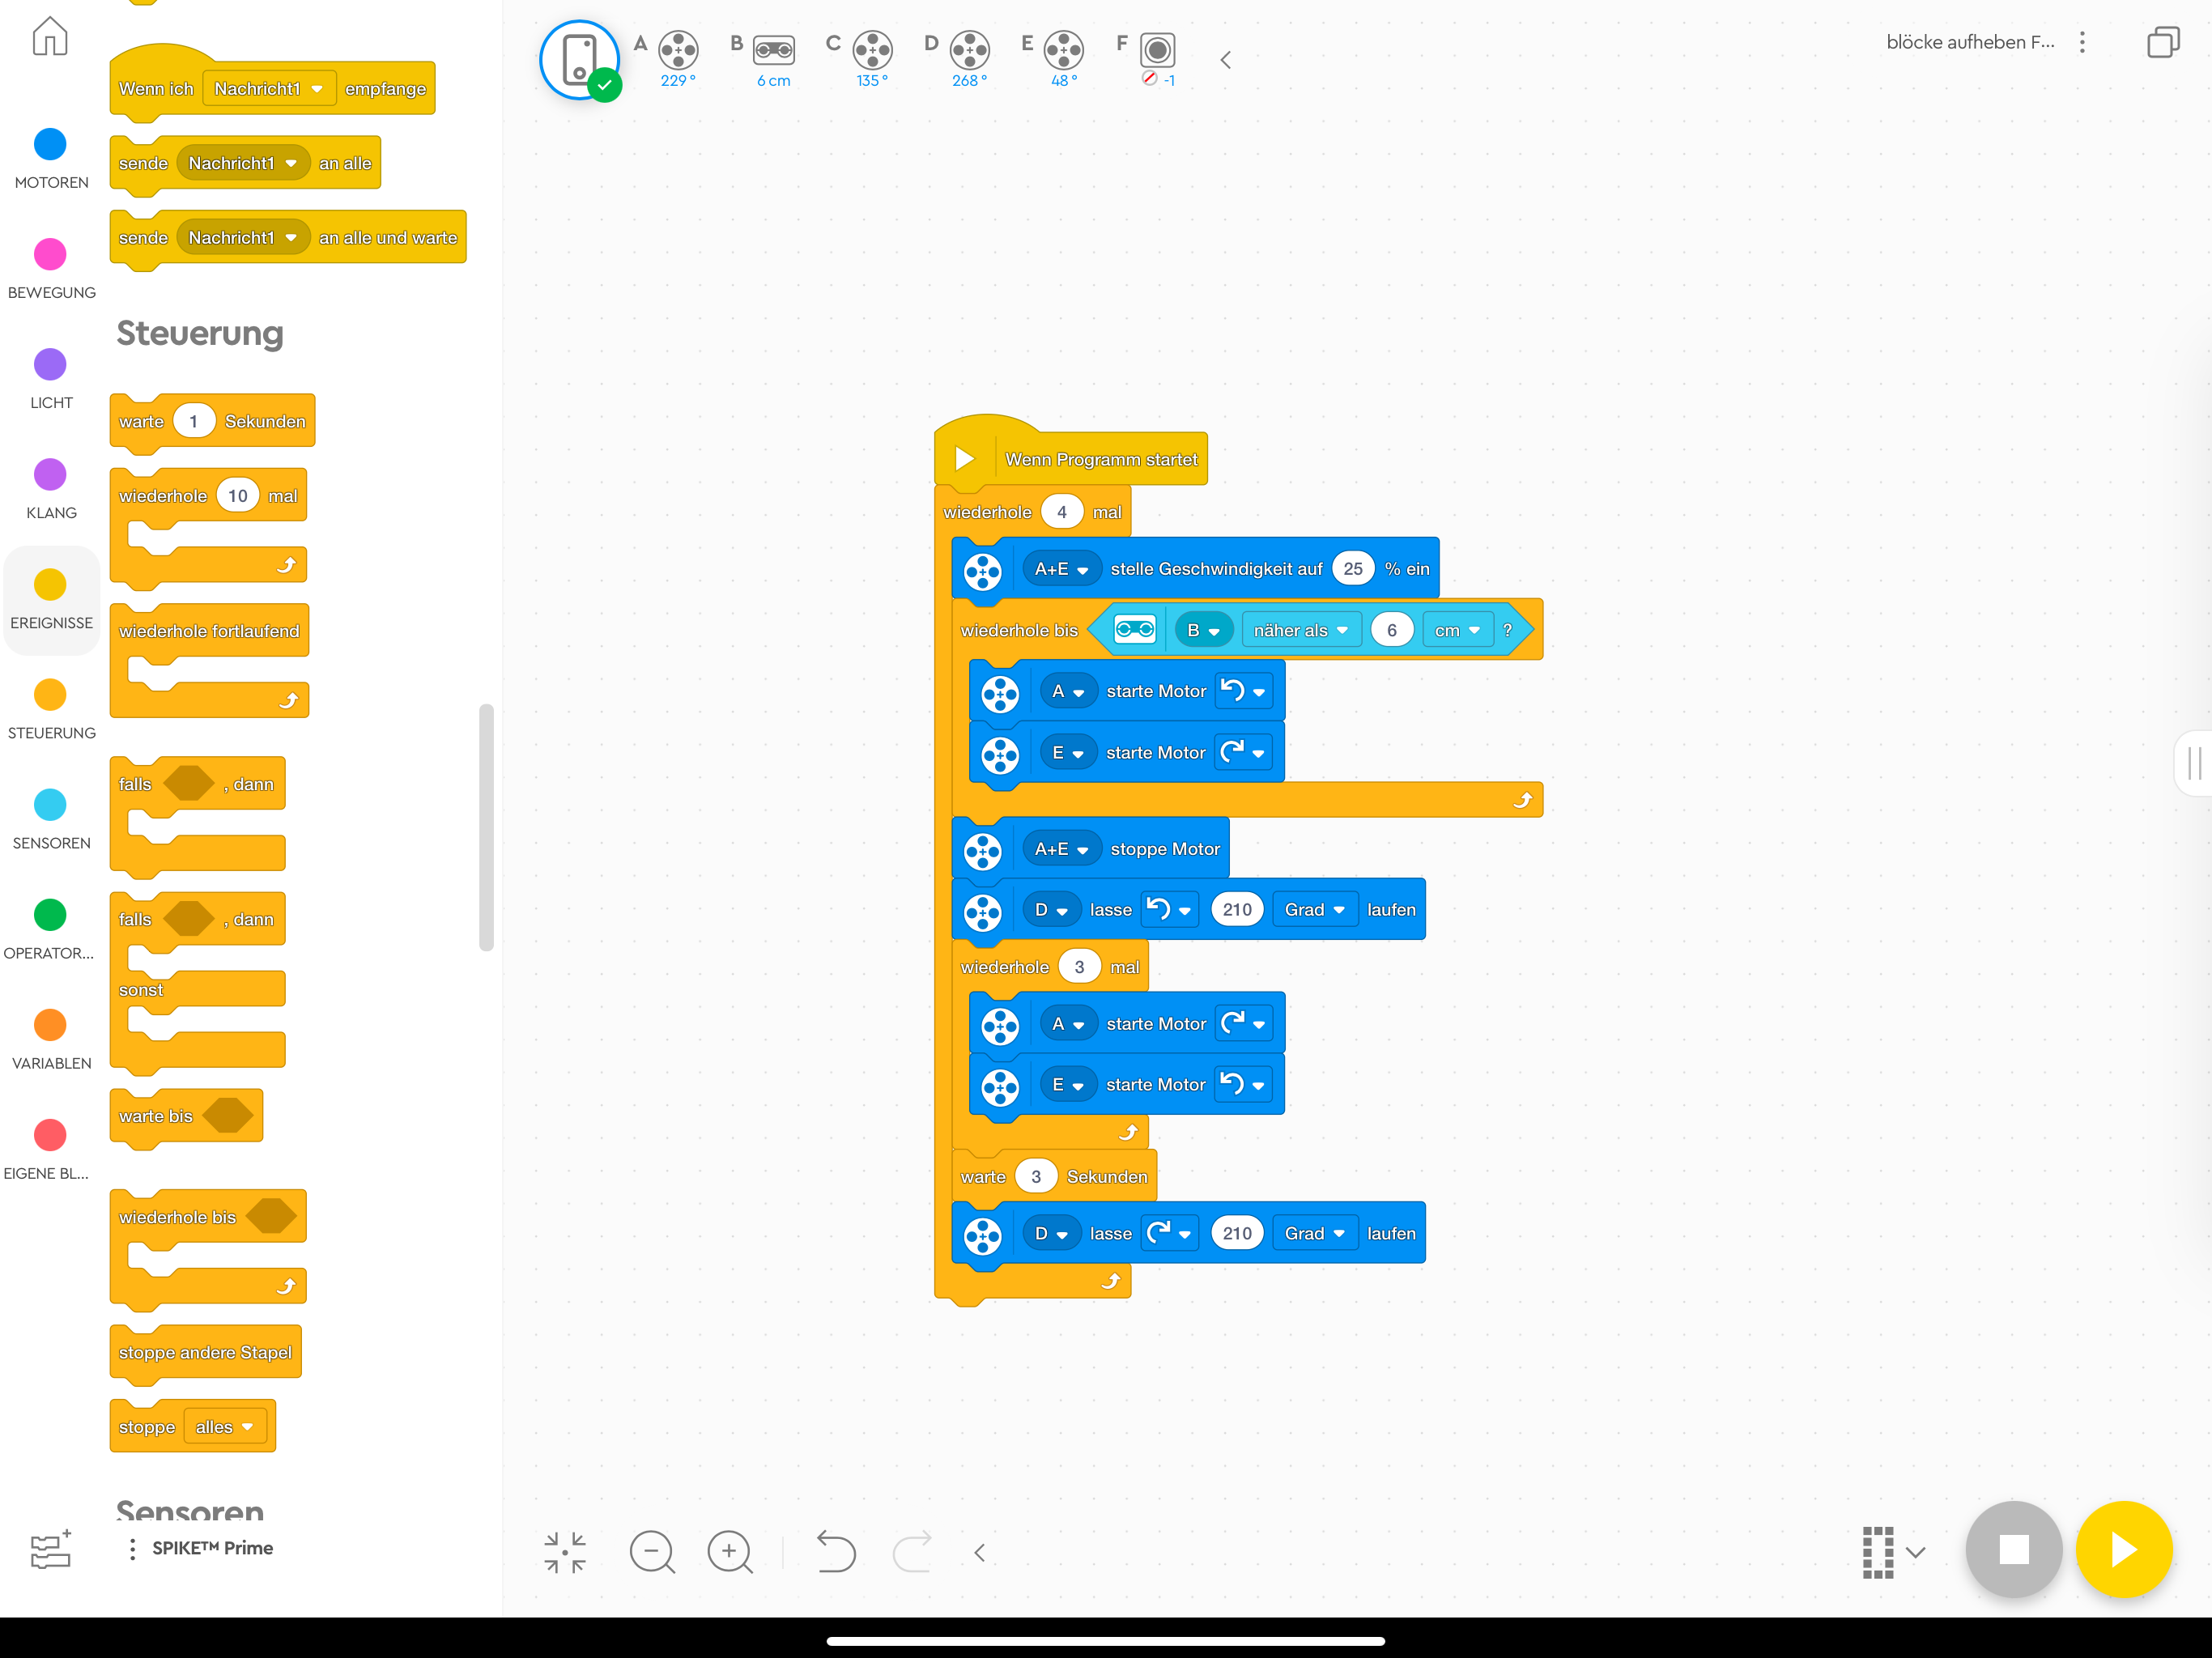 A
B
C
D
E
F
229°
6 cm
135°
268°
48°
-1
blöcke aufheben F...
MOTOREN
BEWEGUNG
LICHT
KLANG
EREIGNISSE
STEUERUNG
SENSOREN
OPERATOR...
VARIABLEN
EIGENE BL...
Wenn ich Nachricht1 empfange
sende Nachricht1 an alle
sende Nachricht1 an alle und warte
Steuerung
warte 1 Sekunden
wiederhole 10 mal
wiederhole fortlaufend
falls , dann
falls , dann
sonst
warte bis
wiederhole bis
stoppe andere Stapel
stoppe alles
Sensoren
SPIKE™ Prime
Wenn Programm startet
wiederhole 4 mal
A+E stelle Geschwindigkeit auf 25 % ein
wiederhole bis B näher als 6 cm ?
A starte Motor
E starte Motor
A+E stoppe Motor
D lasse 210 Grad laufen
wiederhole 3 mal
A starte Motor
E starte Motor
warte 3 Sekunden
D lasse 210 Grad laufen